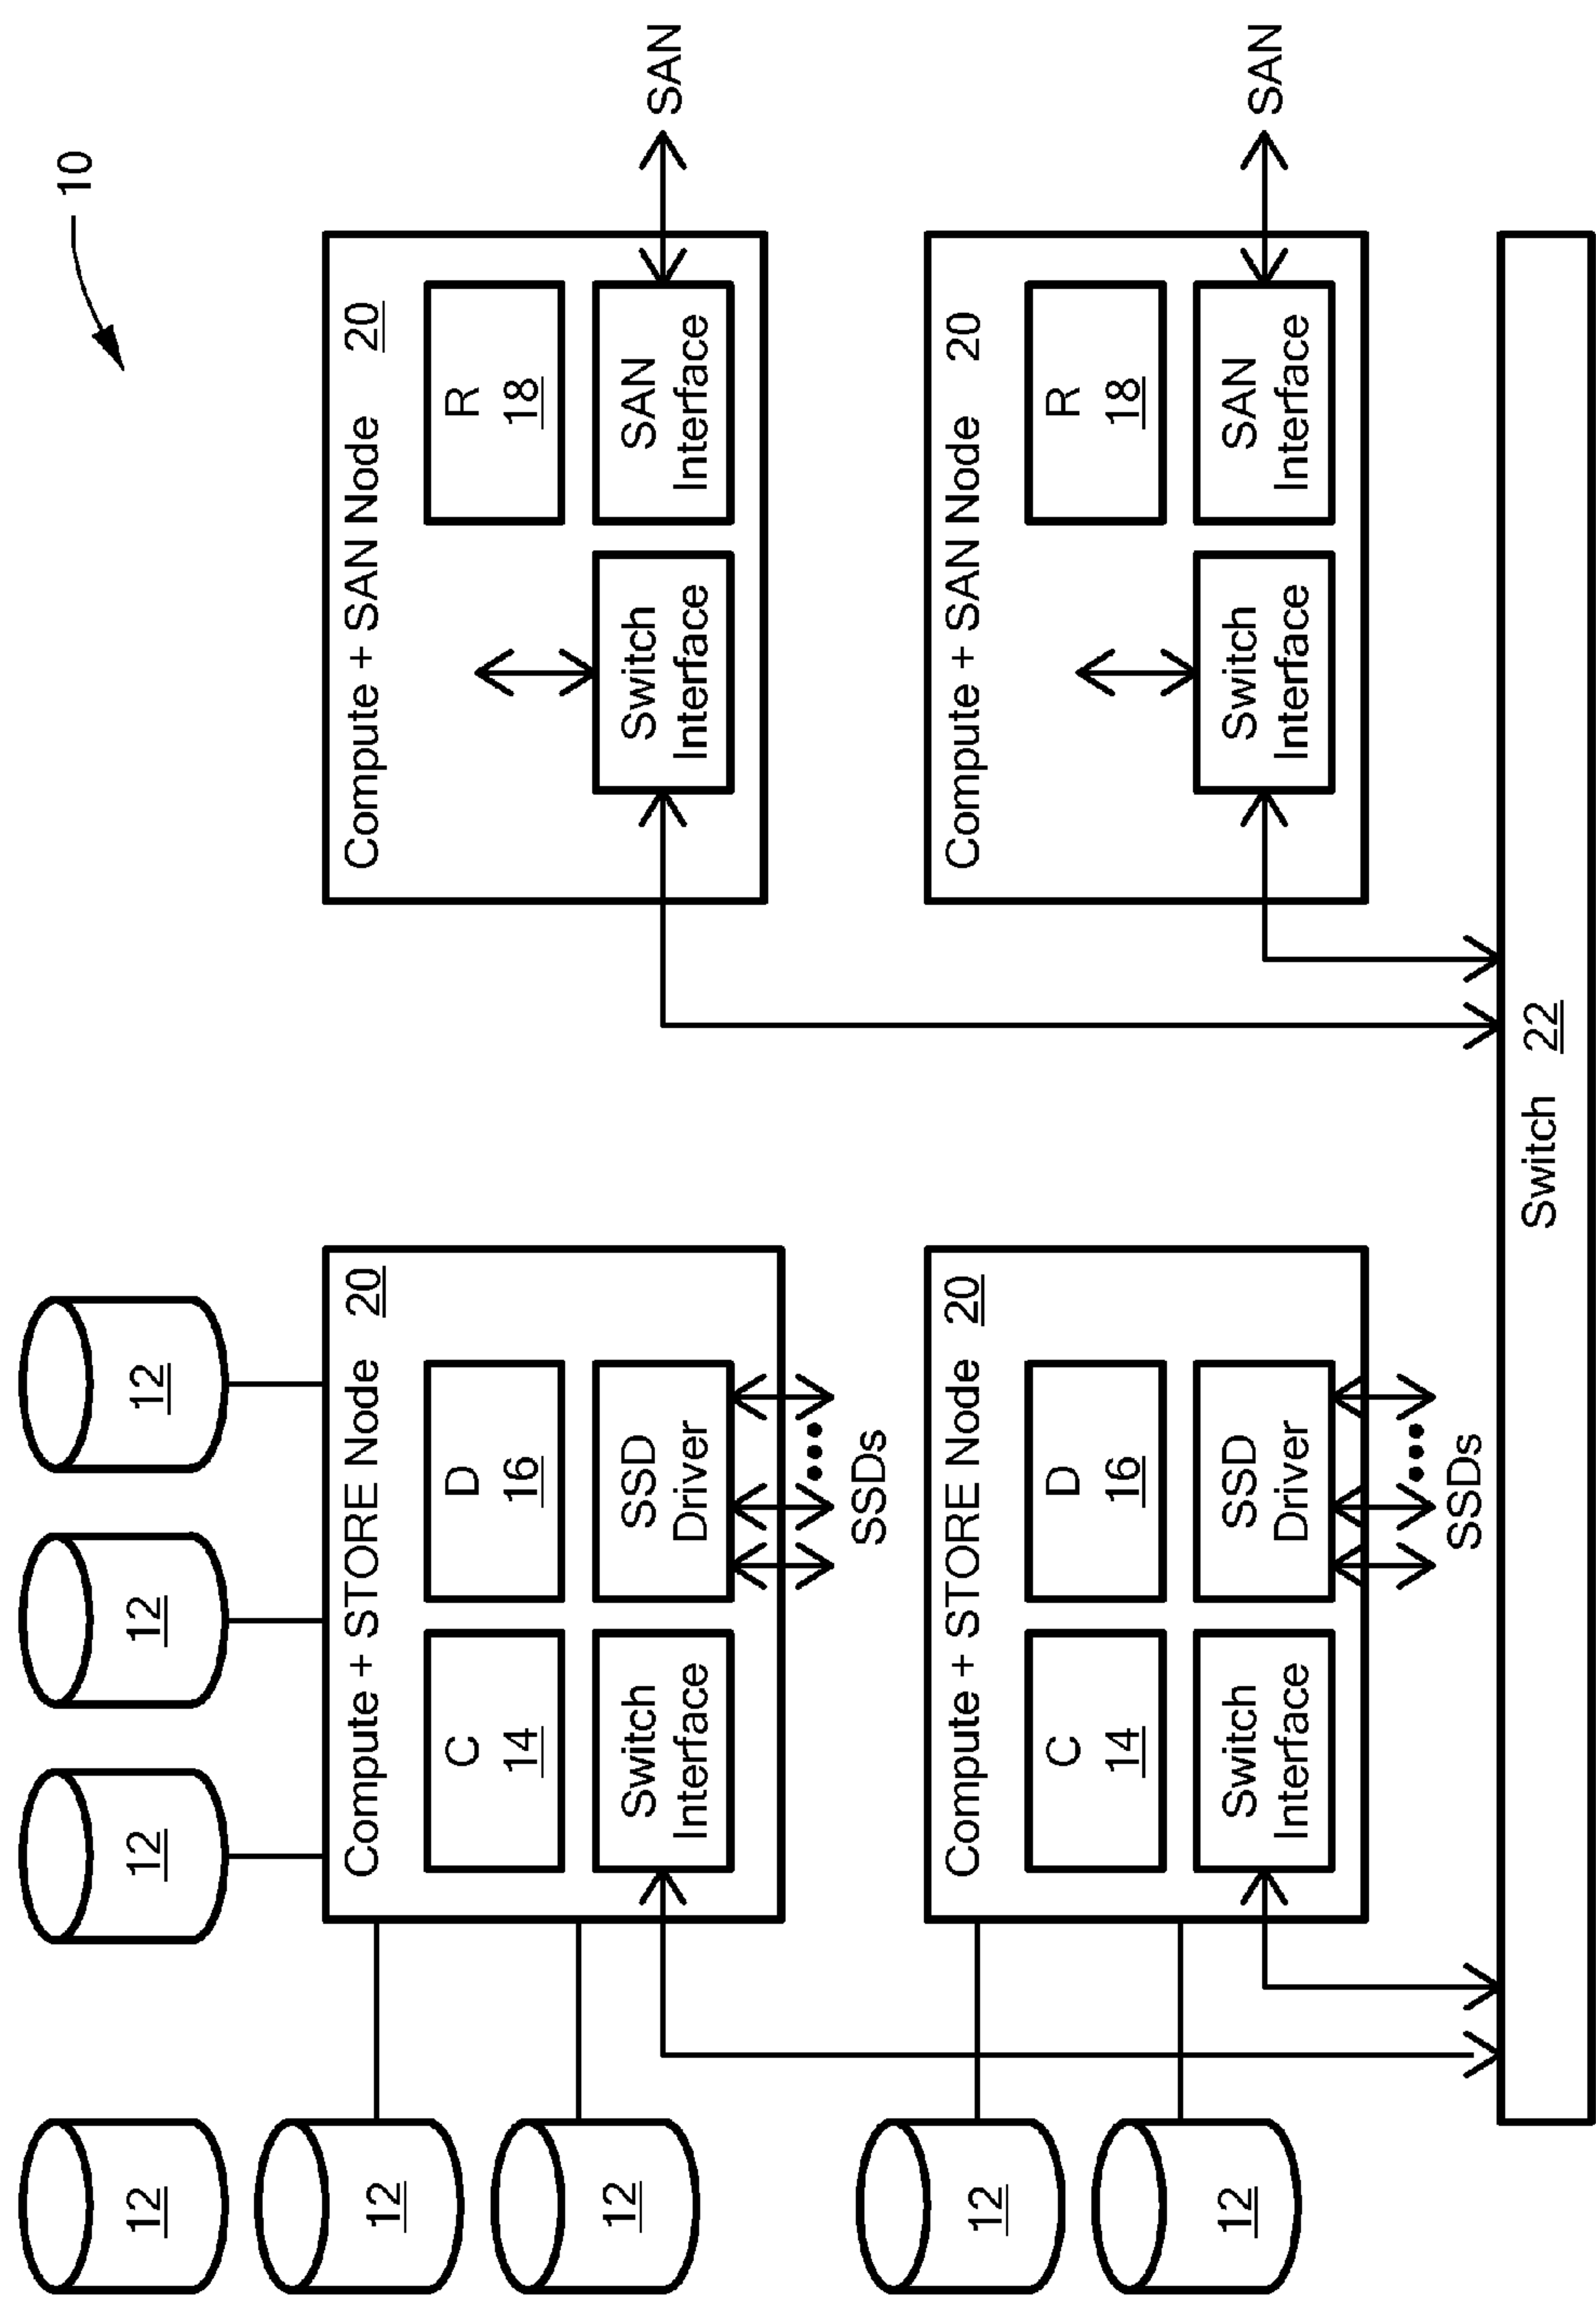 10
12
12
12
12
12
12
12
12
Compute + STORE Node 20
C
14
D
16
Switch
Interface
SSD
Driver
SSDs
Compute + SAN Node 20
R
18
Switch
Interface
SAN
Interface
SAN
Compute + STORE Node 20
C
14
D
16
Switch
Interface
SSD
Driver
SSDs
Compute + SAN Node 20
R
18
Switch
Interface
SAN
Interface
SAN
Switch 22